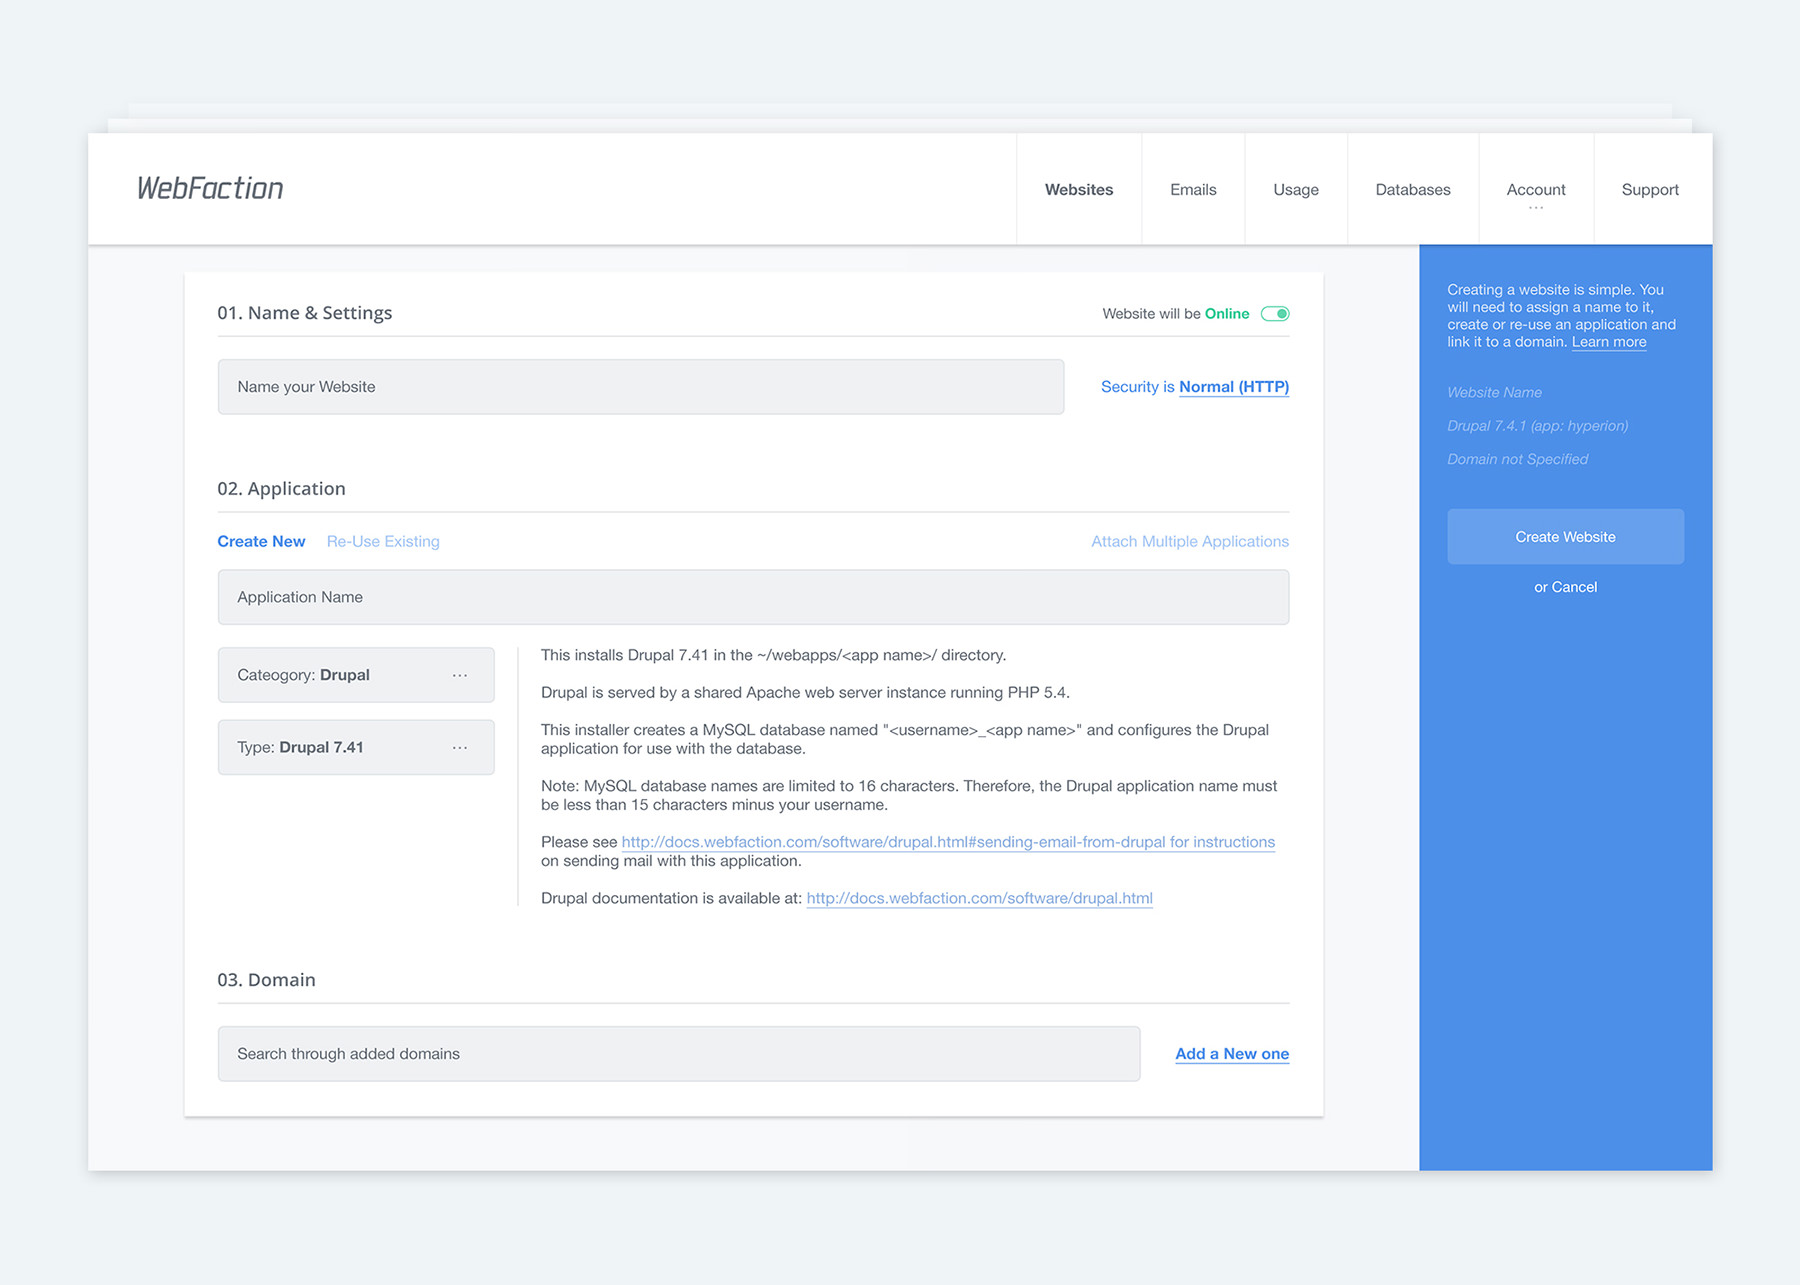 WebFaction
Websites
Emails
Usage
Databases
Account
...
Support
01. Name & Settings
Website will be Online
Name your Website
Security is Normal (HTTP)
02. Application
Create New
Re-Use Existing
Attach Multiple Applications
Application Name
Cateogory: Drupal ...
Type: Drupal 7.41 ...
This installs Drupal 7.41 in the ~/webapps/<app name>/ directory.
Drupal is served by a shared Apache web server instance running PHP 5.4.
This installer creates a MySQL database named "<username>_<app name>" and configures the Drupal
application for use with the database.
Note: MySQL database names are limited to 16 characters. Therefore, the Drupal application name must
be less than 15 characters minus your username.
Please see http://docs.webfaction.com/software/drupal.html#sending-email-from-drupal for instructions
on sending mail with this application.
Drupal documentation is available at: http://docs.webfaction.com/software/drupal.html
03. Domain
Search through added domains
Add a New one
Creating a website is simple. You
will need to assign a name to it,
create or re-use an application and
link it to a domain. Learn more
Website Name
Drupal 7.4.1 (app: hyperion)
Domain not Specified
Create Website
or Cancel